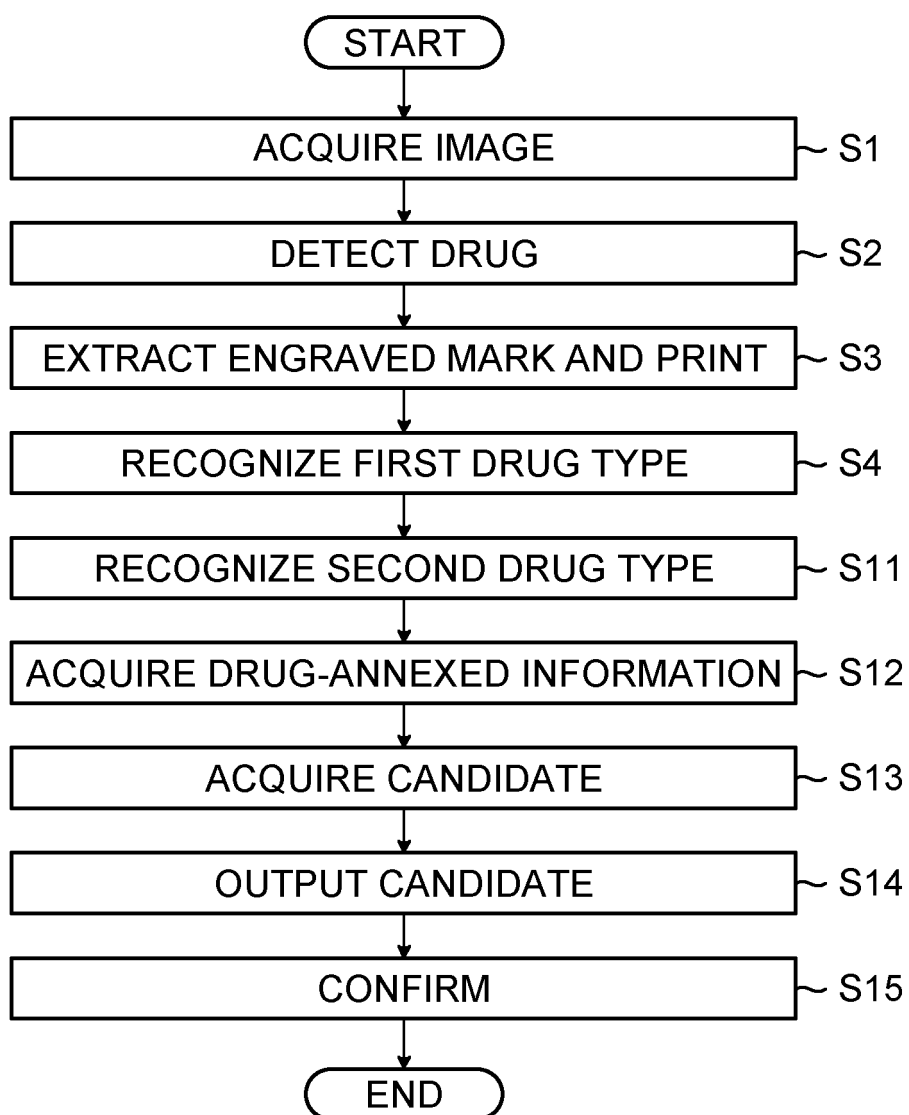 START
ACQUIRE IMAGE ~ S1
DETECT DRUG ~ S2
EXTRACT ENGRAVED MARK AND PRINT ~ S3
RECOGNIZE FIRST DRUG TYPE ~ S4
RECOGNIZE SECOND DRUG TYPE ~ S11
ACQUIRE DRUG-ANNEXED INFORMATION ~ S12
ACQUIRE CANDIDATE ~ S13
OUTPUT CANDIDATE ~ S14
CONFIRM ~ S15
END